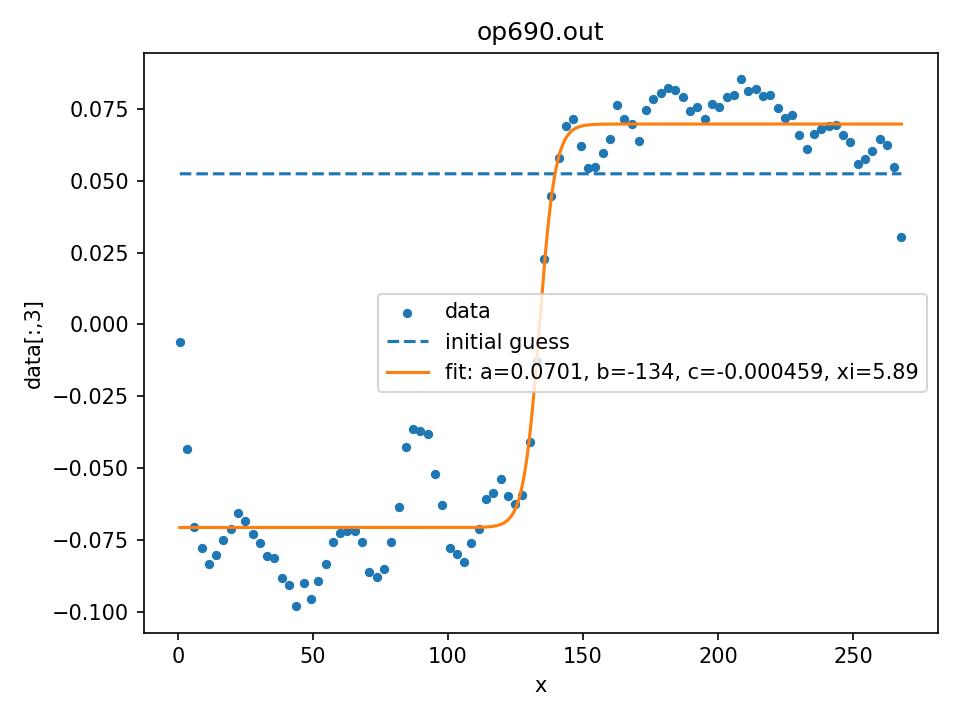 op690.out
0.075
0.050
0.025
0.000
−0.025
−0.050
−0.075
−0.100
data[:,3]
data
initial guess
fit: a=0.0701, b=-134, c=-0.000459, xi=5.89
0 50 100 150 200 250
x